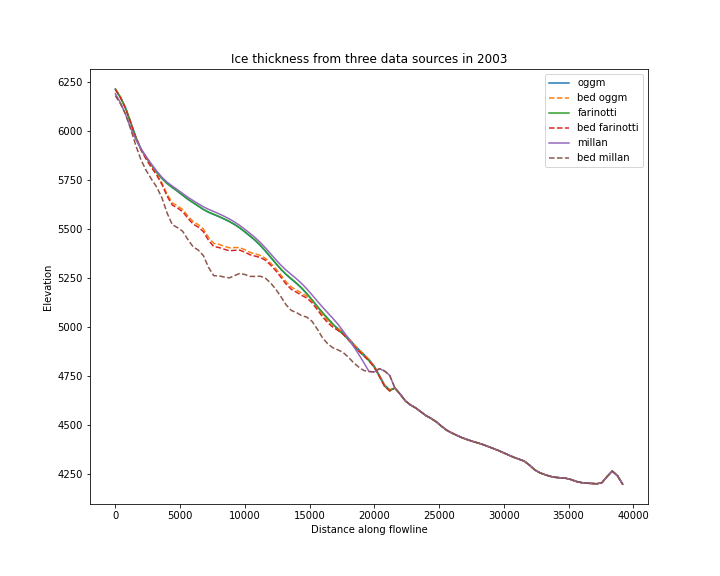 Ice thickness from three data sources in 2003
oggm
bed oggm
farinotti
bed farinotti
millan
bed millan
6250
6000
5750
5500
5250
5000
4750
4500
4250
Elevation
0 5000 10000 15000 20000 25000 30000 35000 40000
Distance along flowline